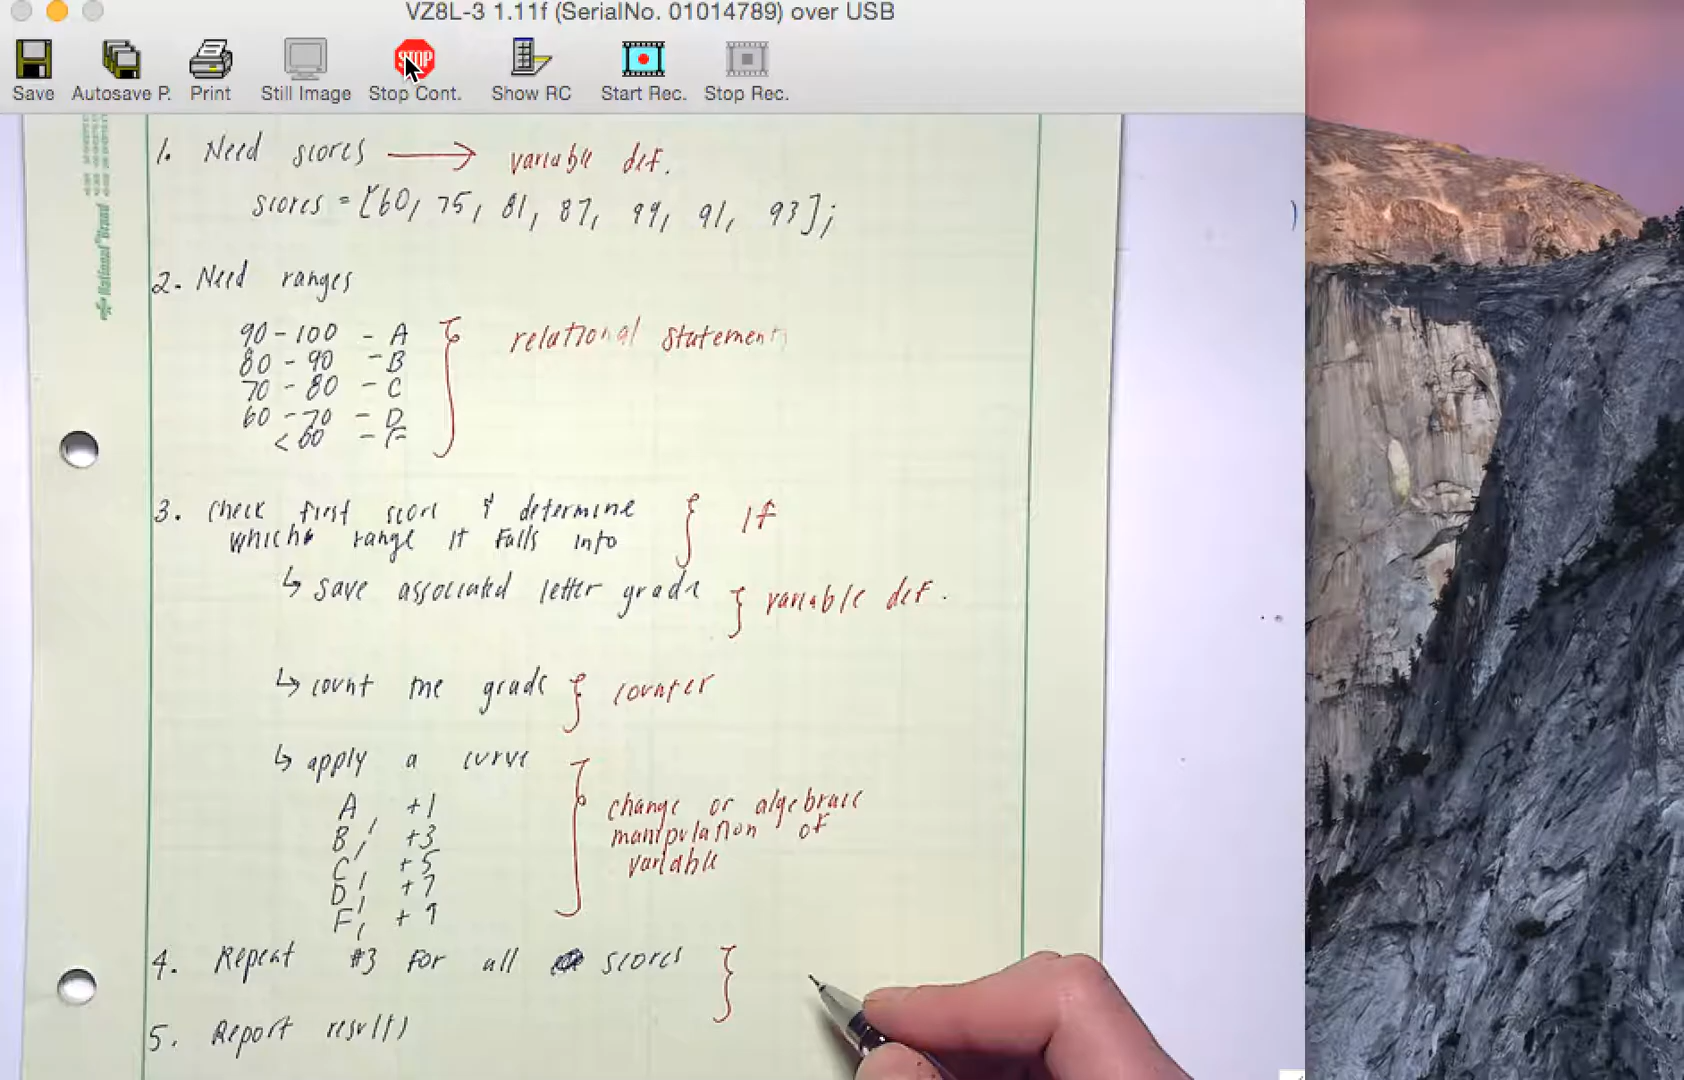 VZ8L-3 1.11f (SerialNo. 01014789) over USB
Save Autosave P. Print Still Image Stop Cont. Show RC Start Rec. Stop Rec.
STOP
National Brand
1. Need scores → variable def.
scores = [60, 75, 81, 87, 99, 91, 93];
2. Need ranges
90 - 100 - A
80 - 90 - B
70 - 80 - C
60 - 70 - D
< 60 - F
relational statement
3. Check first score & determine
which range it falls into
If
↳ save associated letter grade
variable def.
↳ count the grade
counter
↳ apply a curve
A, +1
B, +3
C, +5
D, +7
F, + 9
change or algebraic
manipulation of
variable
4. Repeat #3 for all scores
5. Report results